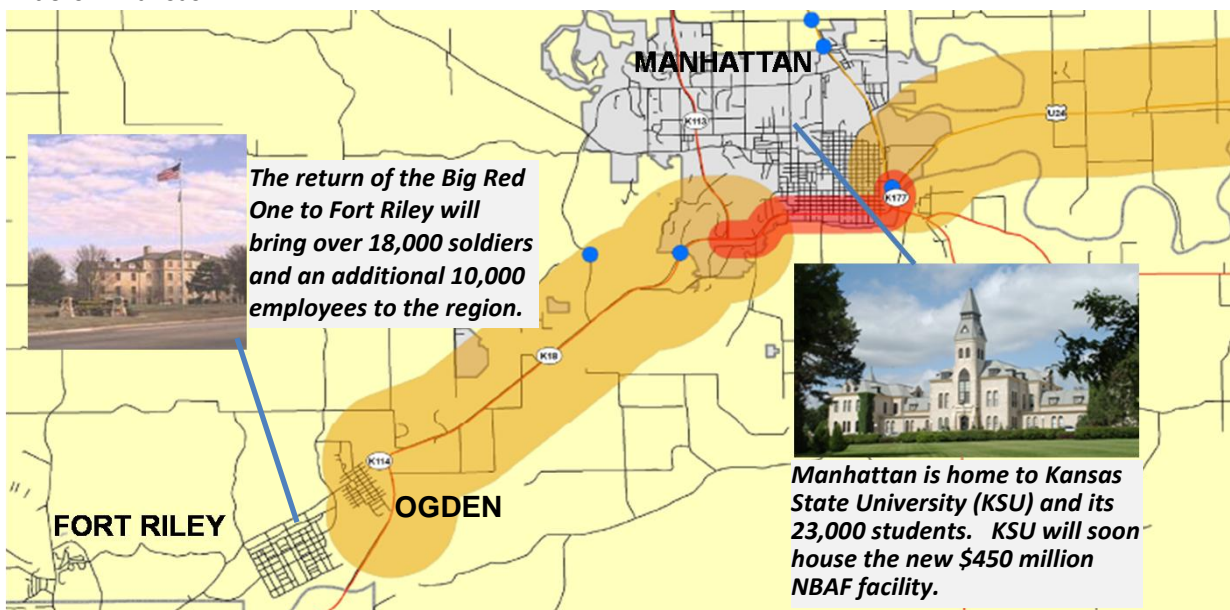 MANHATTAN
K113
U24
K177
The return of the Big Red
One to Fort Riley will
bring over 18,000 soldiers
and an additional 10,000
employees to the region.
K18
K114
OGDEN
FORT RILEY
Manhattan is home to Kansas
State University (KSU) and its
23,000 students.   KSU will soon
house the new $450 million
NBAF facility.